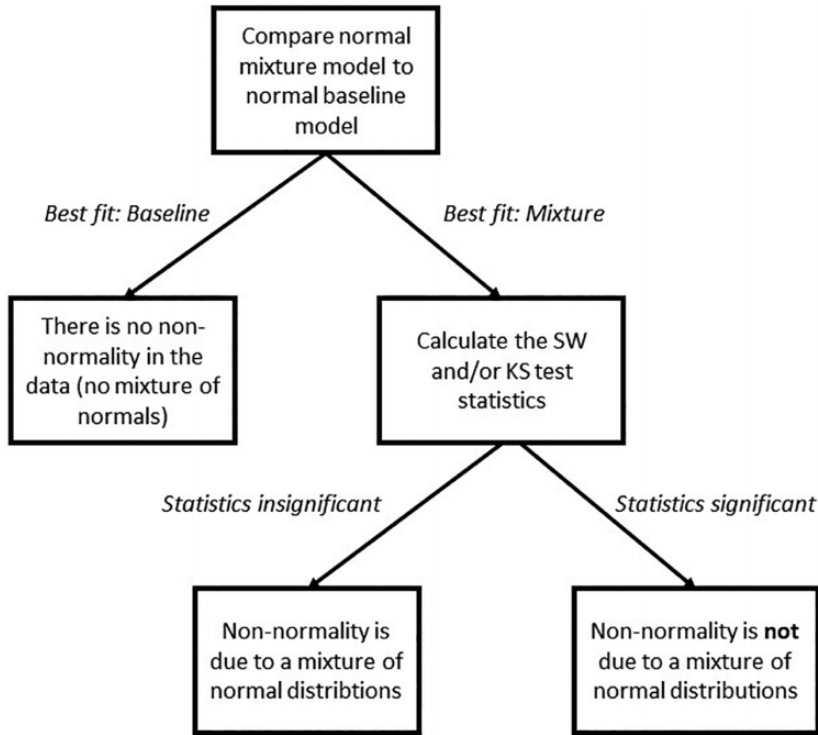 Compare normal
mixture model to
normal baseline
model
Best fit: Baseline
Best fit: Mixture
There is no non-
normality in the
data (no mixture of
normals)
Calculate the SW
and/or KS test
statistics
Statistics insignificant
Statistics significant
Non-normality is
due to a mixture of
normal distribtions
Non-normality is not
due to a mixture of
normal distributions